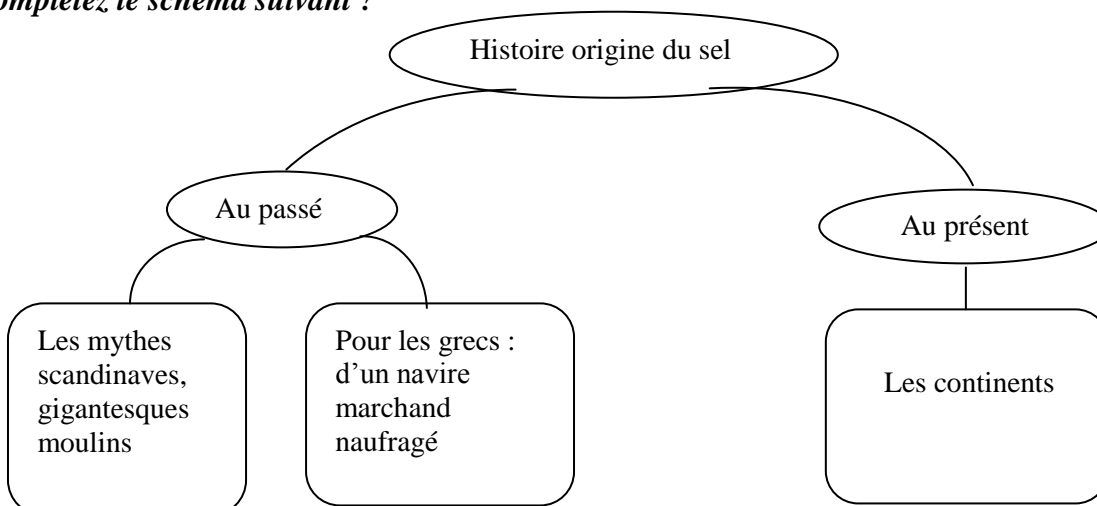 omplétez le schéma suivant :
Histoire origine du sel
Au passé
Au présent
Les mythes
scandinaves,
gigantesques
moulins
Pour les grecs :
d’un navire
marchand
naufragé
Les continents